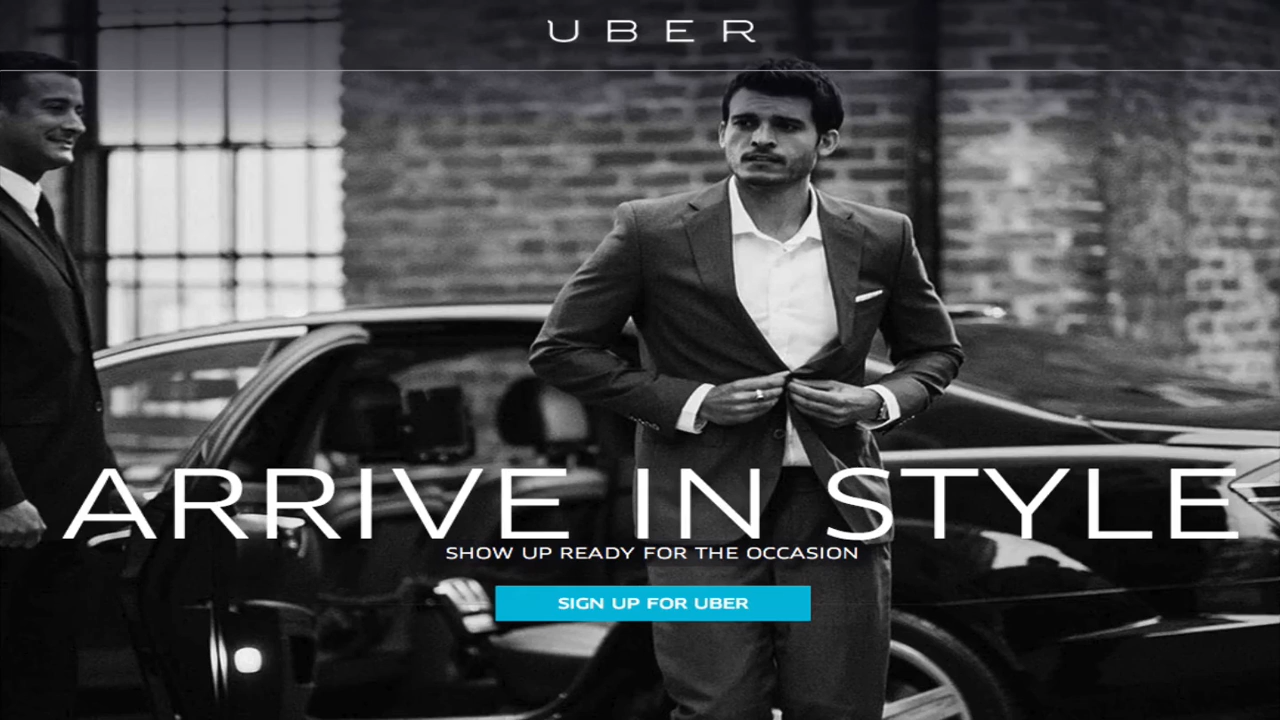 UBER
ARRIVE IN STYLE
SHOW UP READY FOR THE OCCASION
SIGN UP FOR UBER